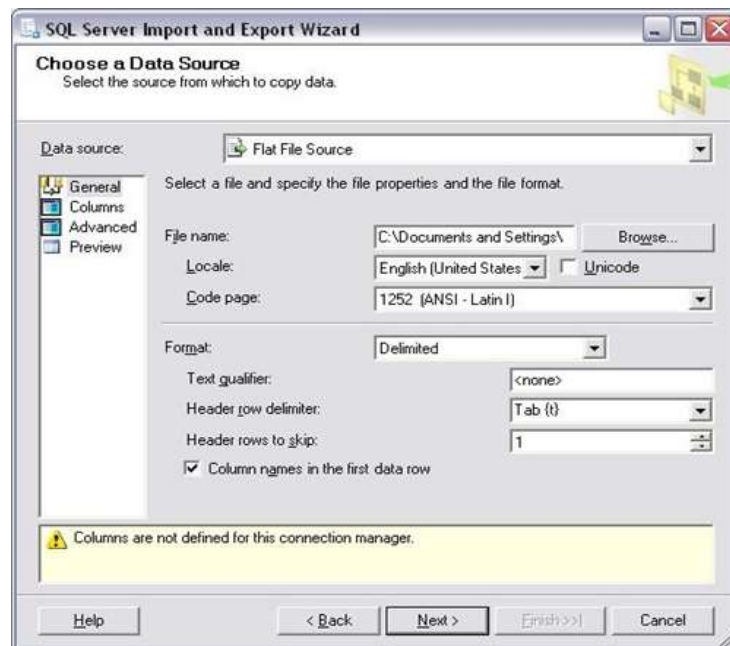 SQL Server Import and Export Wizard
Choose a Data Source
Select the source from which to copy data.
Data source: Flat File Source
General
Columns
Advanced
Preview
Select a file and specify the file properties and the file format.
File name: C:\Documents and Settings\ Browse...
Locale: English (United States Unicode
Code page: 1252 (ANSI - Latin I)
Format: Delimited
Text qualifier: <none>
Header row delimiter: Tab {t}
Header rows to skip: 1
Column names in the first data row
Columns are not defined for this connection manager.
Help < Back Next > Finish >>| Cancel